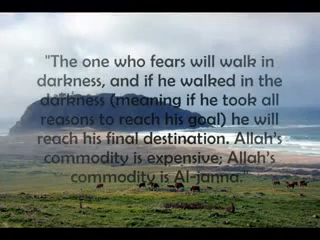 "The one who fears will walk in
darkness, and if he walked in the
darkness (meaning if he took all
reasons to reach his goal) he will
reach his final destination. Allah's
commodity is expensive; Allah's
commodity is Al-janna."